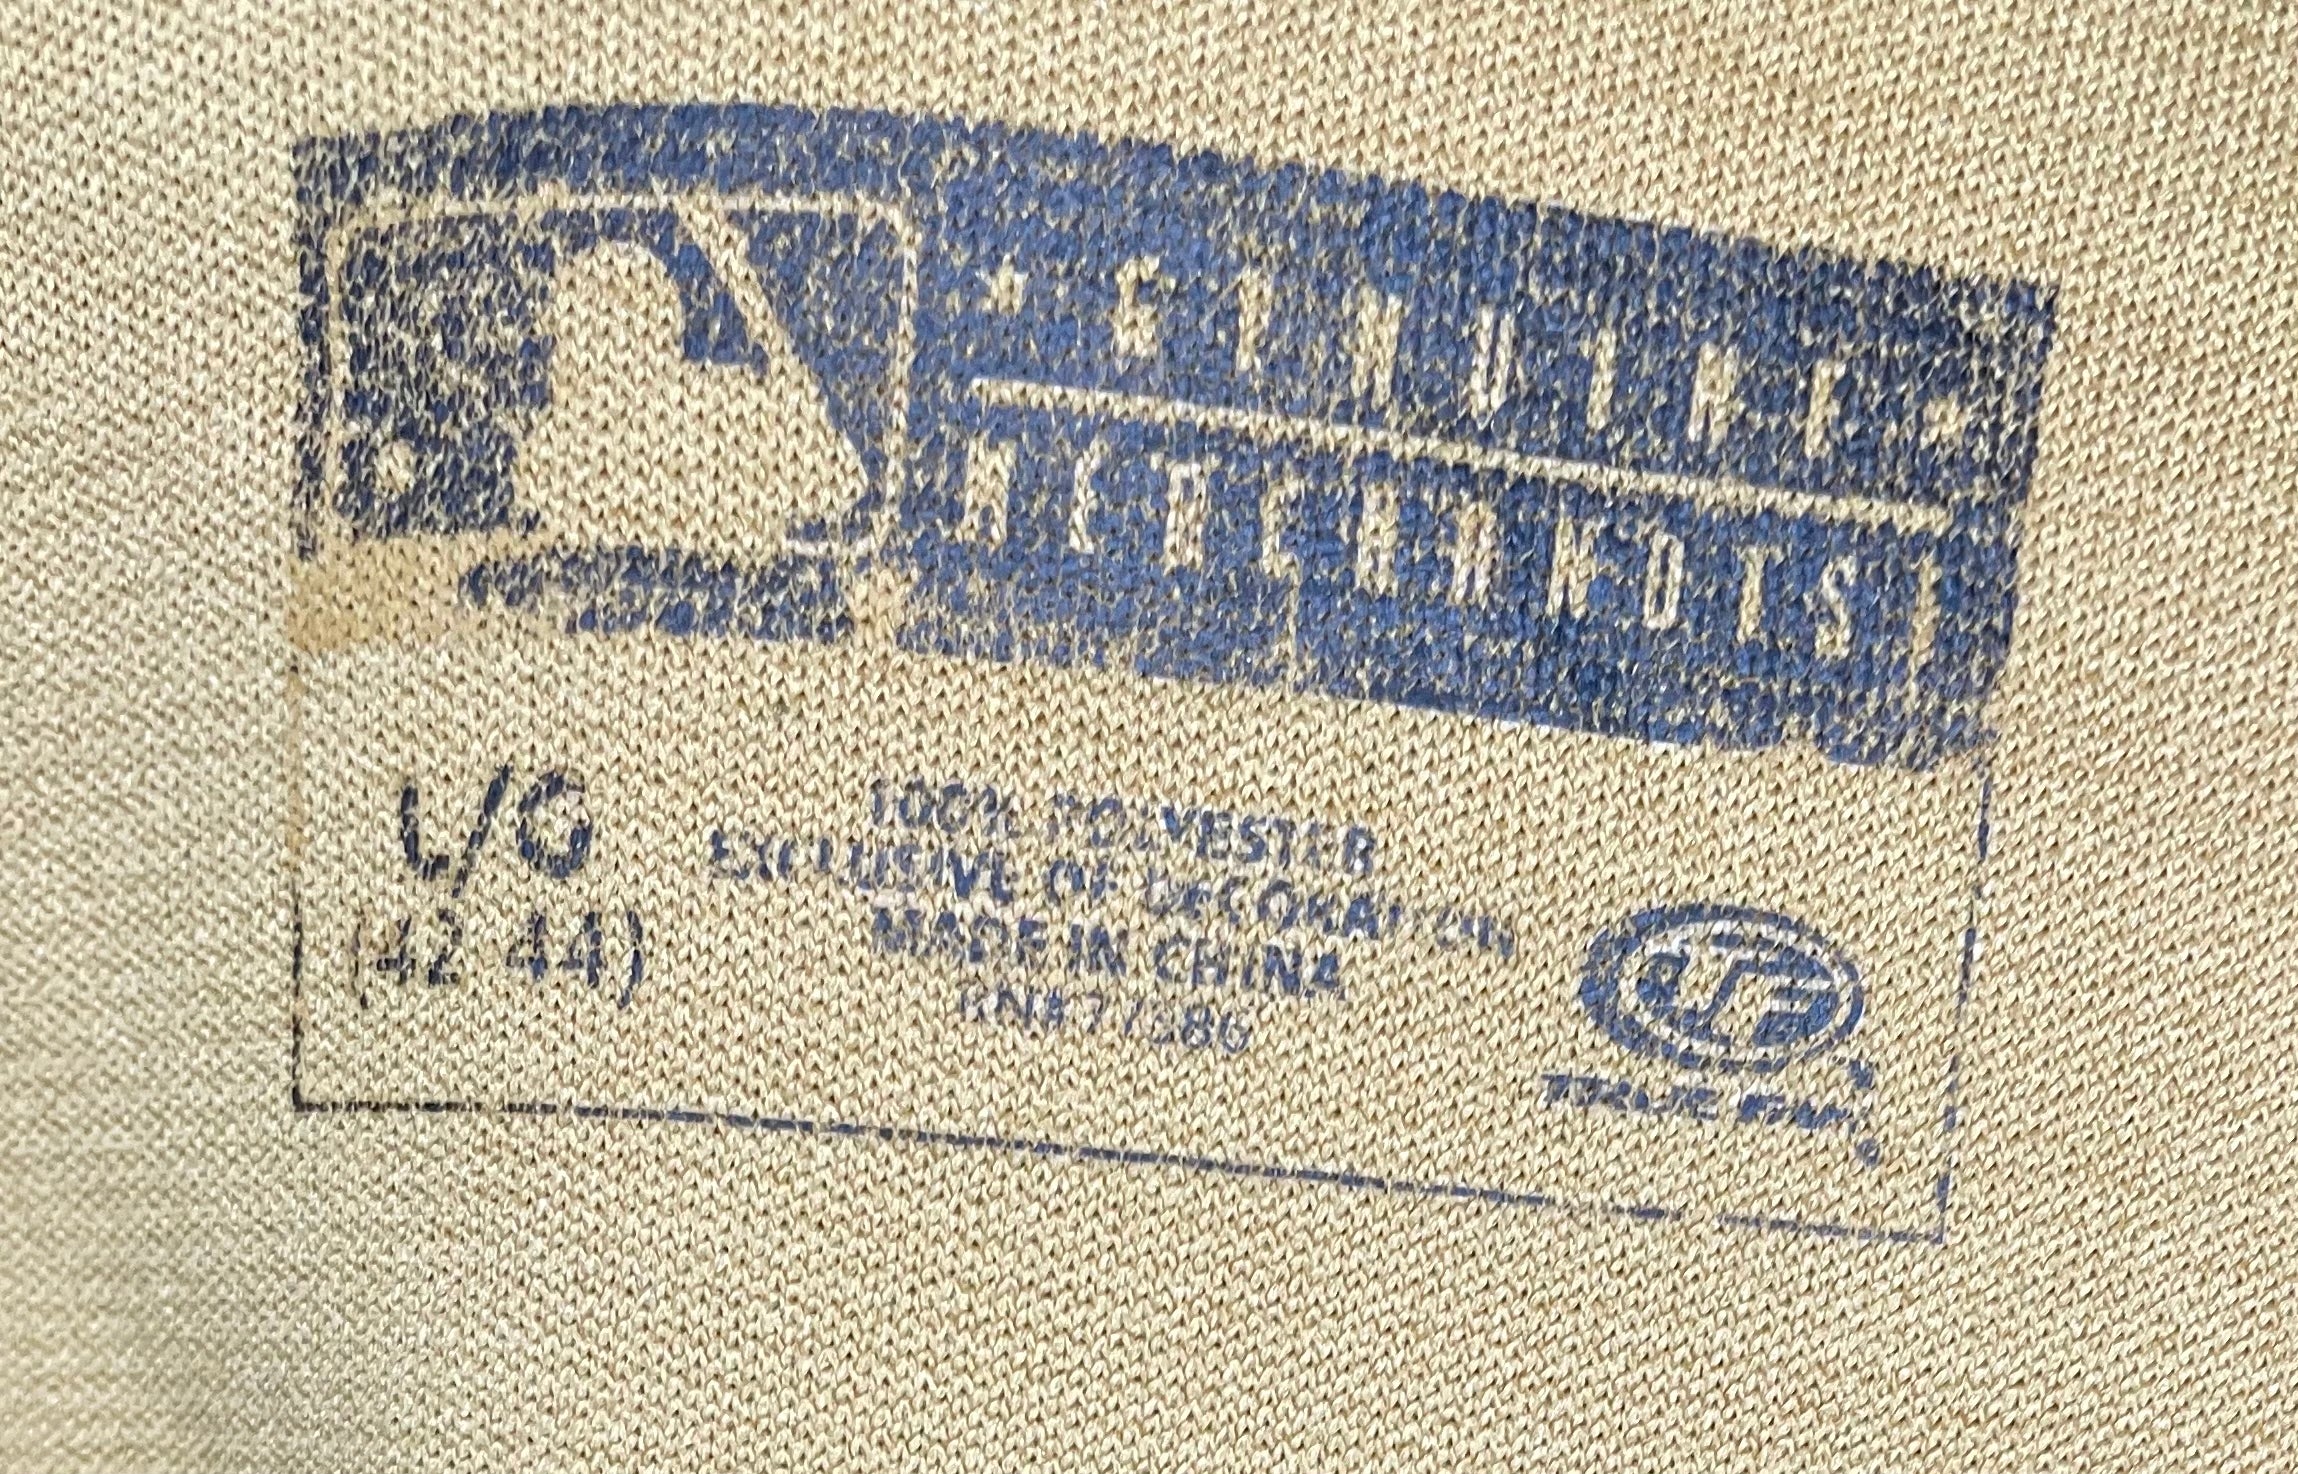 ★ GENUINE ★
MERCHANDISE
L/G
(42 44)
100% POLYESTER
EXCLUSIVE OF DECORATION
MADE IN CHINA
TRUE FAN